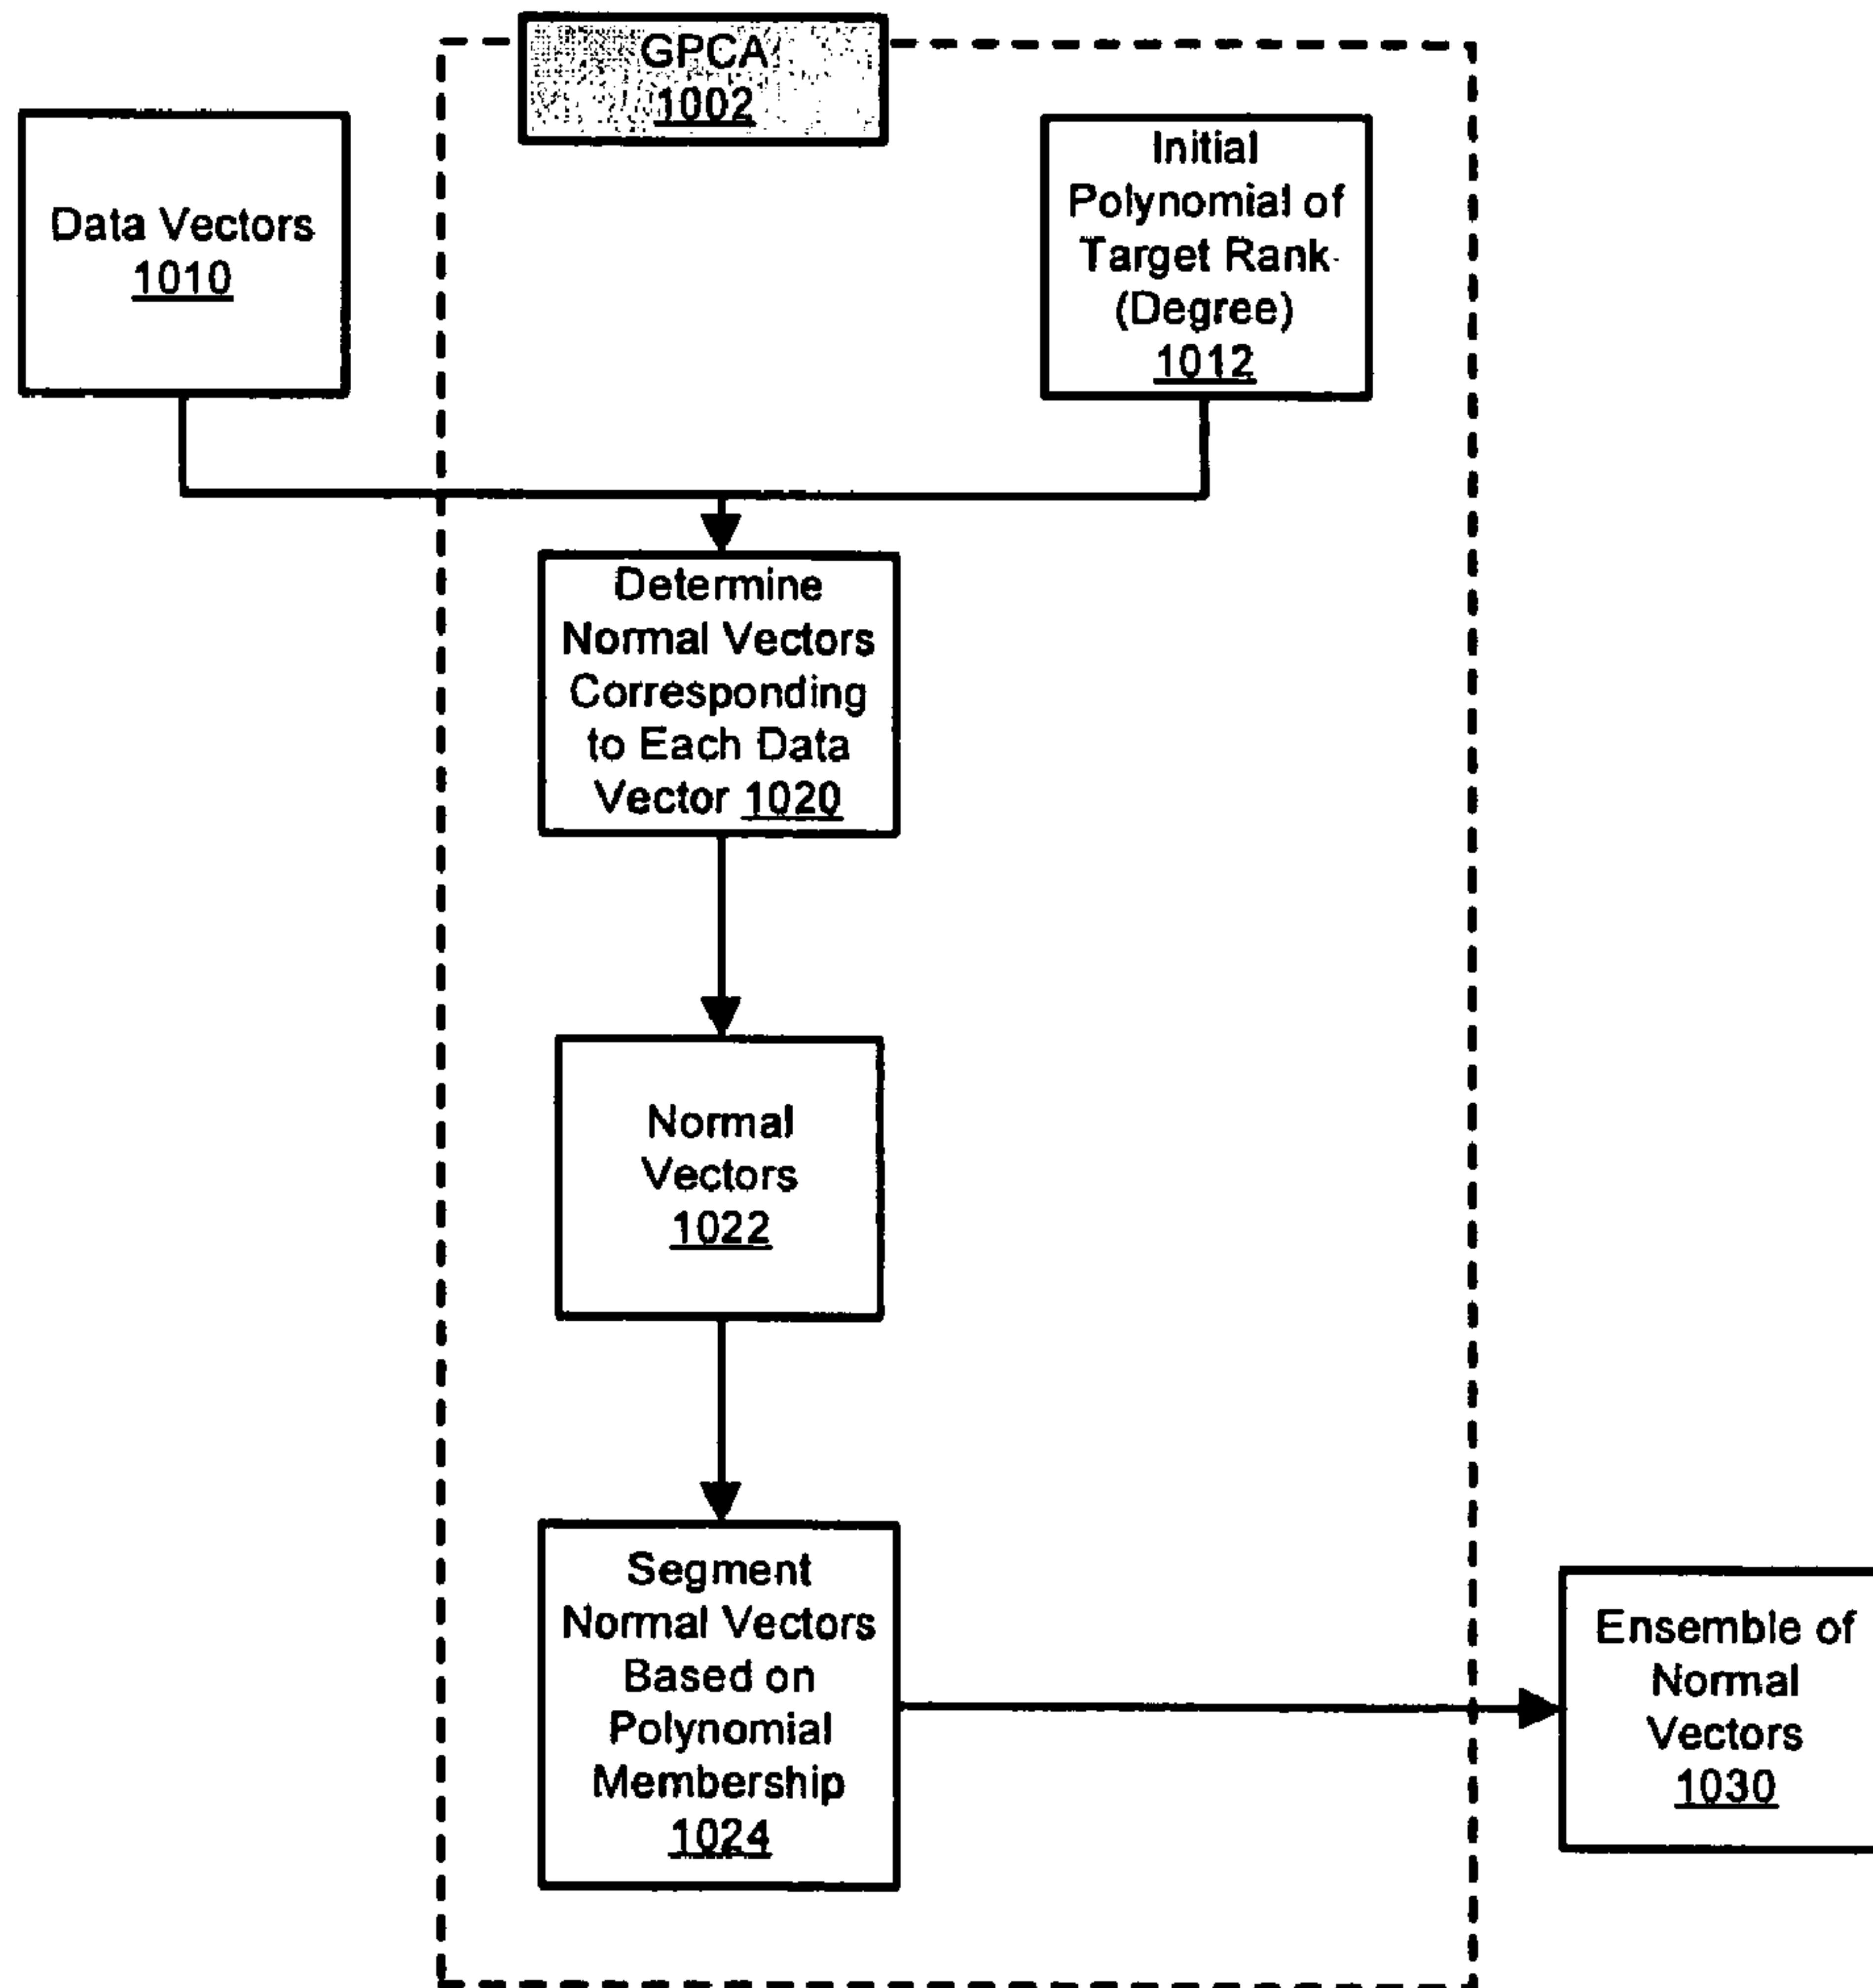 GPCA
1002
Data Vectors
1010
Initial
Polynomial of
Target Rank
(Degree)
1012
Determine
Normal Vectors
Corresponding
to Each Data
Vector 1020
Normal
Vectors
1022
Segment
Normal Vectors
Based on
Polynomial
Membership
1024
Ensemble of
Normal
Vectors
1030